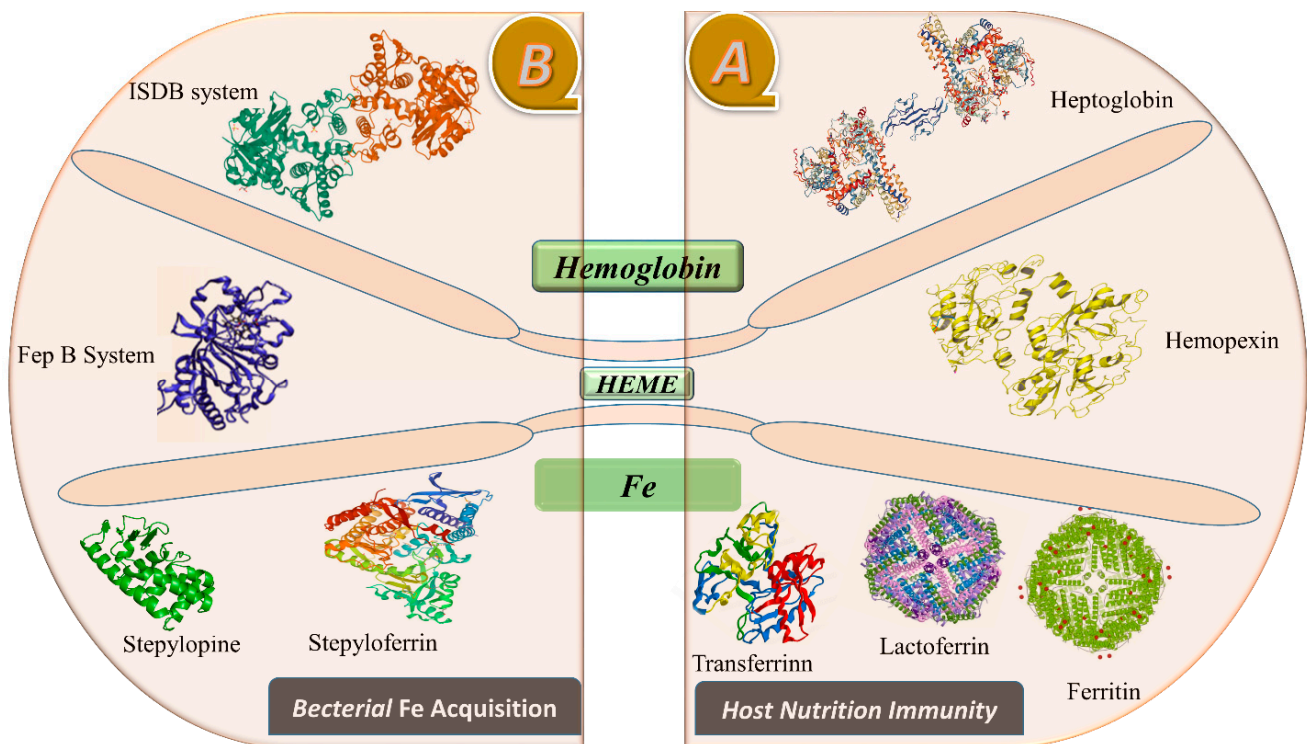 B
A
ISDB system
Heptoglobin
Hemoglobin
Fep B System
Hemopexin
HEME
Fe
Stepylopine
Stepyloferrin
Transferrinn
Lactoferrin
Ferritin
Becterial Fe Acquisition
Host Nutrition Immunity